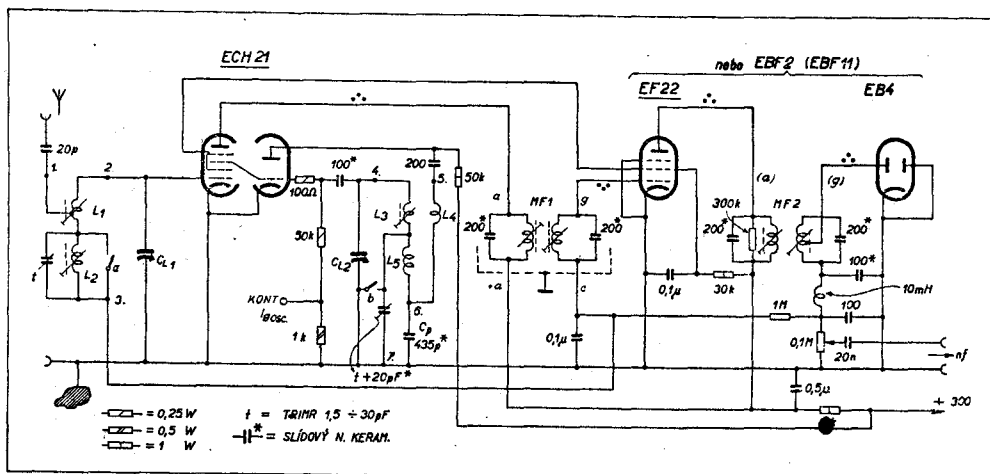 ECH 21
nebo EBF2 (EBF11)
EF22
EB4
20p
1.
2.
L1
L2
t
a
3.
CL1
100Ω
100*
4.
50k
KONT
I gosc.
1 k
CL2
b
7.
t + 20pF*
L3
L5
6.
Cp
435p*
200
5.
L4
50k
a
200*
MF1
g
200*
+a
c
0,1µ
0,1µ
30k
(a)
300k
200*
MF2
(g)
200*
100*
10mH
1M
100
0,1M
20n
nf
0,5µ
+ 300
= 0,25 W
= 0,5 W
= 1 W
t = TRIMR 1,5 ÷ 30pF
* = SLÍDOVÝ N. KERAM.